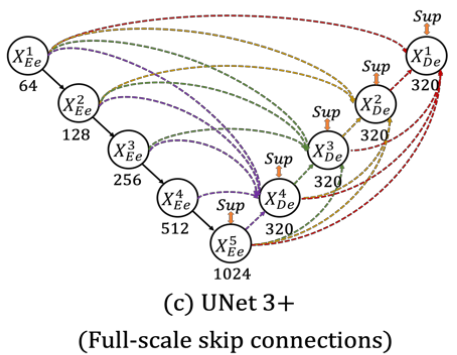 X_{Ee}^{1}
64
X_{Ee}^{2}
128
X_{Ee}^{3}
256
X_{Ee}^{4}
512
Sup
X_{Ee}^{5}
1024
Sup
X_{De}^{4}
320
Sup
X_{De}^{3}
320
Sup
X_{De}^{2}
320
Sup
X_{De}^{1}
320
(c) UNet 3+
(Full-scale skip connections)